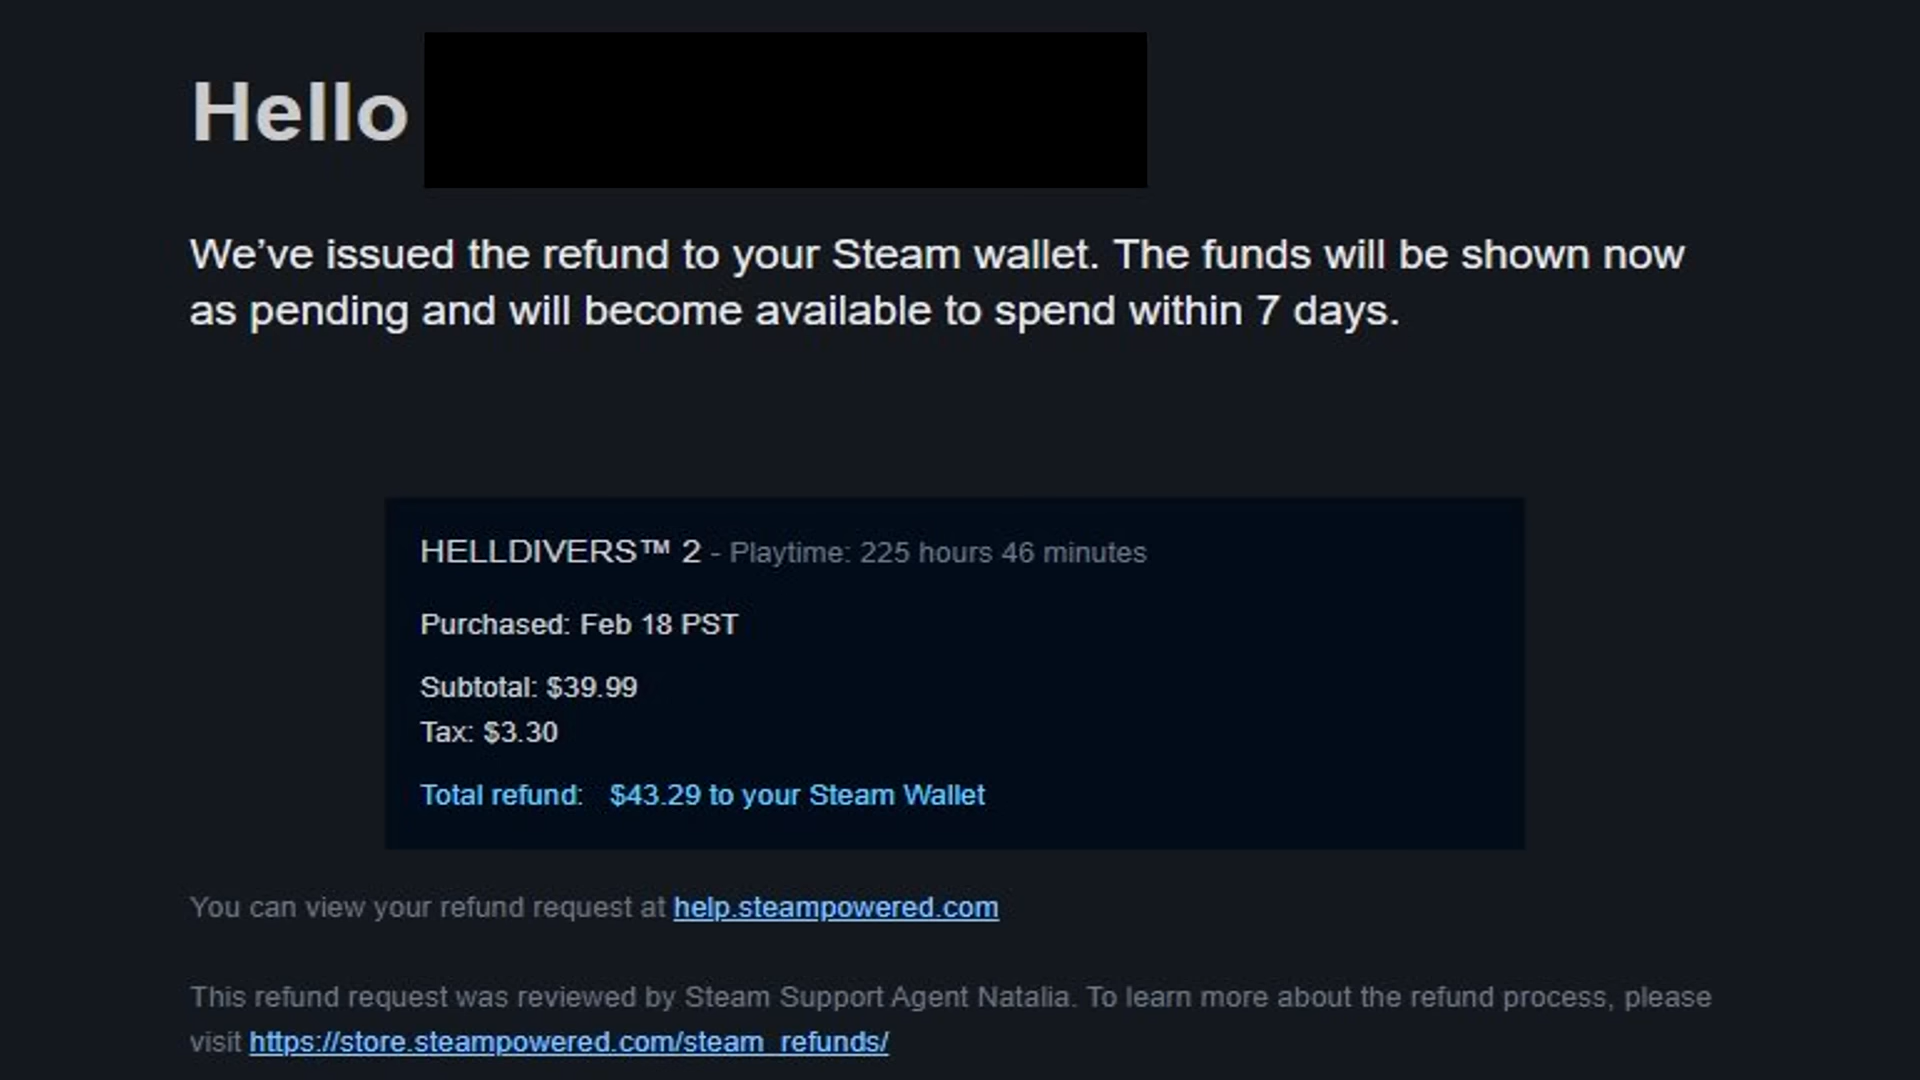 Hello
We’ve issued the refund to your Steam wallet. The funds will be shown now
as pending and will become available to spend within 7 days.
HELLDIVERS™ 2 - Playtime: 225 hours 46 minutes
Purchased: Feb 18 PST
Subtotal: $39.99
Tax: $3.30
Total refund: $43.29 to your Steam Wallet
You can view your refund request at help.steampowered.com
This refund request was reviewed by Steam Support Agent Natalia. To learn more about the refund process, please
visit https://store.steampowered.com/steam_refunds/